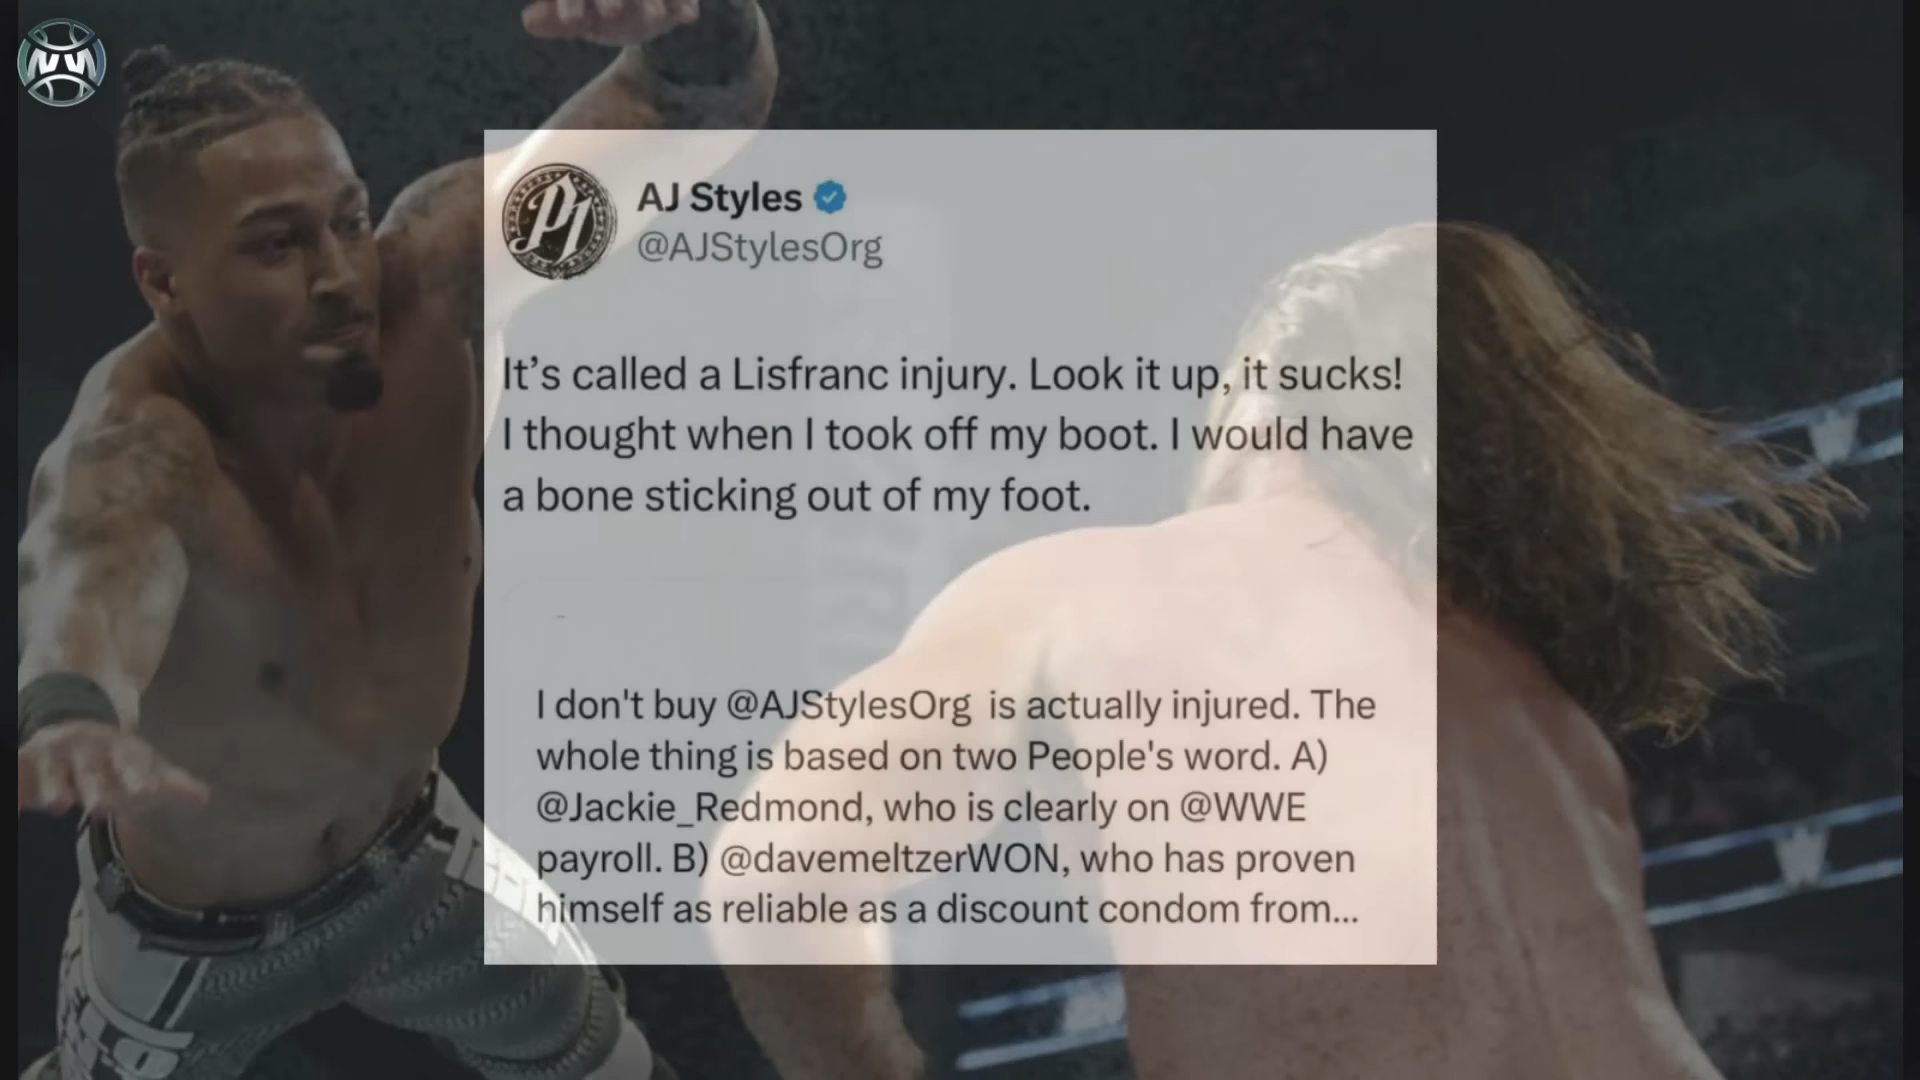 AJ Styles
@AJStylesOrg
It’s called a Lisfranc injury. Look it up, it sucks!
I thought when I took off my boot. I would have
a bone sticking out of my foot.
I don't buy @AJStylesOrg is actually injured. The
whole thing is based on two People's word. A)
@Jackie_Redmond, who is clearly on @WWE
payroll. B) @davemeltzerWON, who has proven
himself as reliable as a discount condom from...